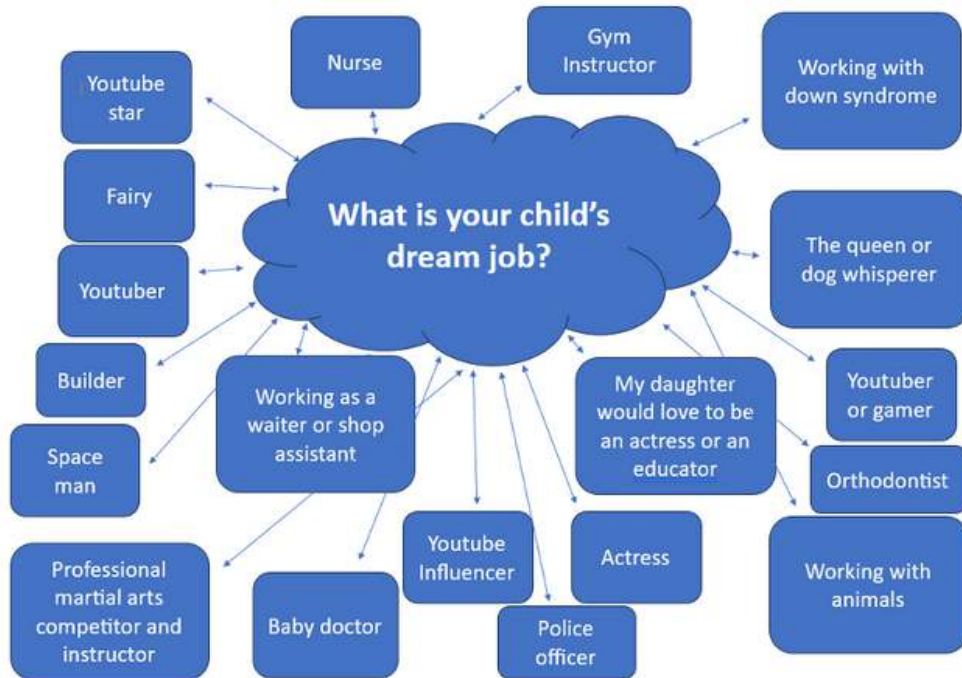 Nurse
Gym
Instructor
Working with
down syndrome
Youtube
star
Fairy
What is your child's
dream job?
The queen or
dog whisperer
Youtuber
Builder
Working as a
waiter or shop
assistant
My daughter
would love to be
an actress or an
educator
Youtuber
or gamer
Space
man
Orthodontist
Professional
martial arts
competitor and
instructor
Baby doctor
Youtube
Influencer
Actress
Police
officer
Working with
animals